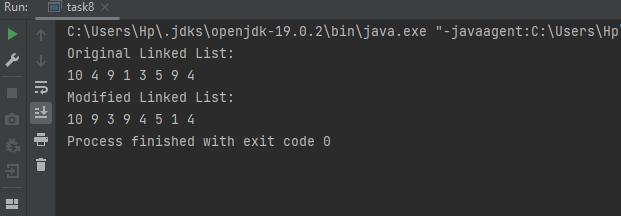 Run: task8
C:\Users\Hp\.jdks\openjdk-19.0.2\bin\java.exe "-javaagent:C:\Users\Hp\
Original Linked List:
10 4 9 1 3 5 9 4
Modified Linked List:
10 9 3 9 4 5 1 4
Process finished with exit code 0